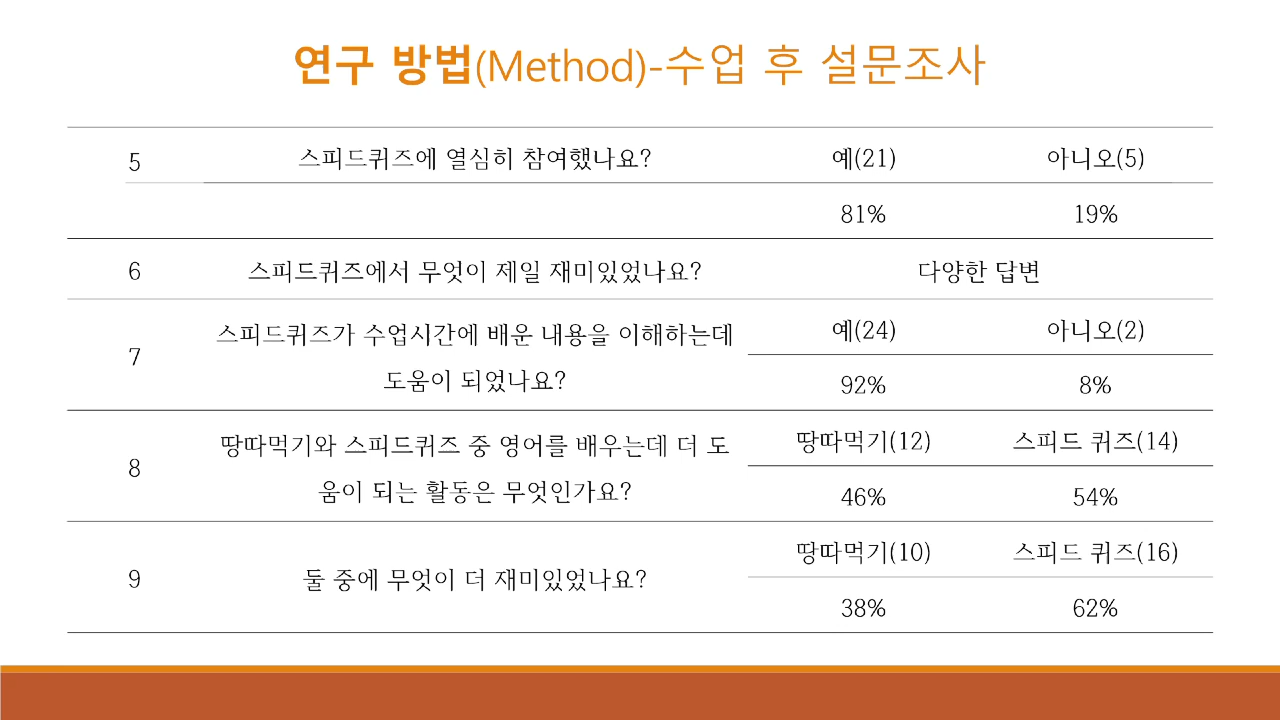 연구 방법(Method)-수업 후 설문조사
5 스피드퀴즈에 열심히 참여했나요? 예(21) 아니오(5)
81% 19%
6 스피드퀴즈에서 무엇이 제일 재미있었나요? 다양한 답변
7 스피드퀴즈가 수업시간에 배운 내용을 이해하는데 예(24) 아니오(2)
도움이 되었나요? 92% 8%
8 땅따먹기와 스피드퀴즈 중 영어를 배우는데 더 도 땅따먹기(12) 스피드 퀴즈(14)
움이 되는 활동은 무엇인가요? 46% 54%
9 둘 중에 무엇이 더 재미있었나요? 땅따먹기(10) 스피드 퀴즈(16)
38% 62%